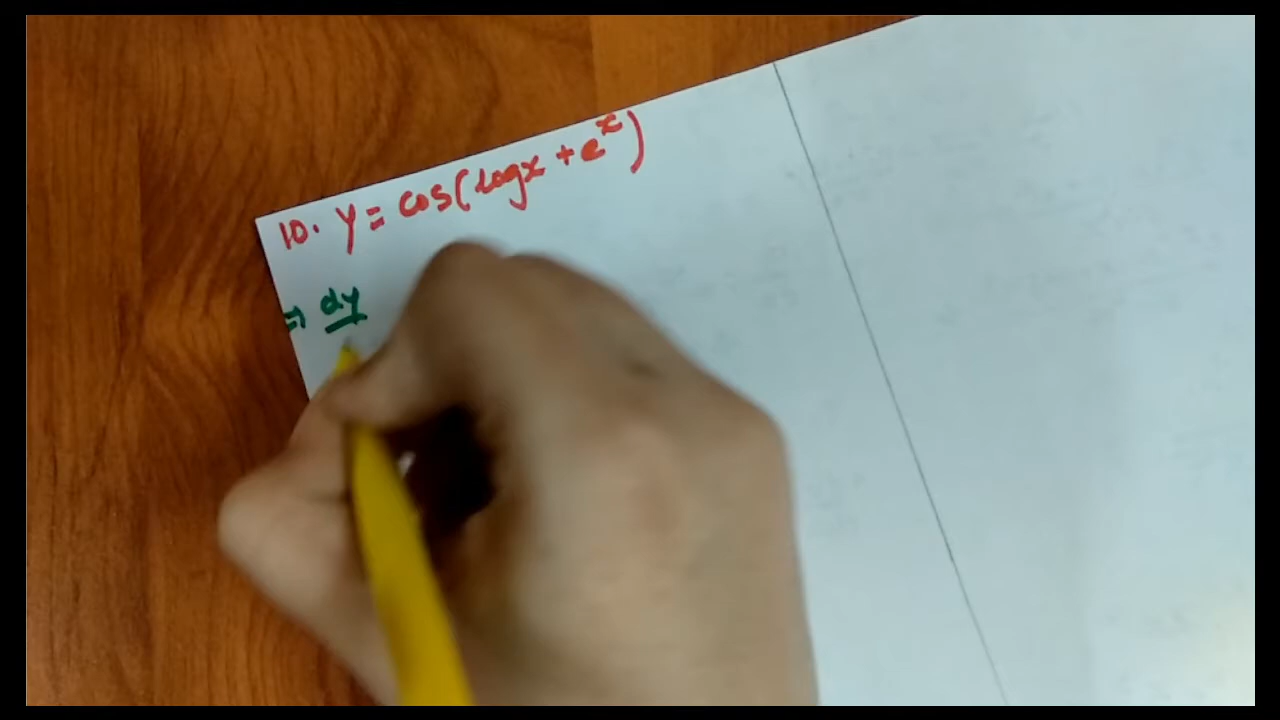 10. y = cos(logx + e^x)
⇒ dy